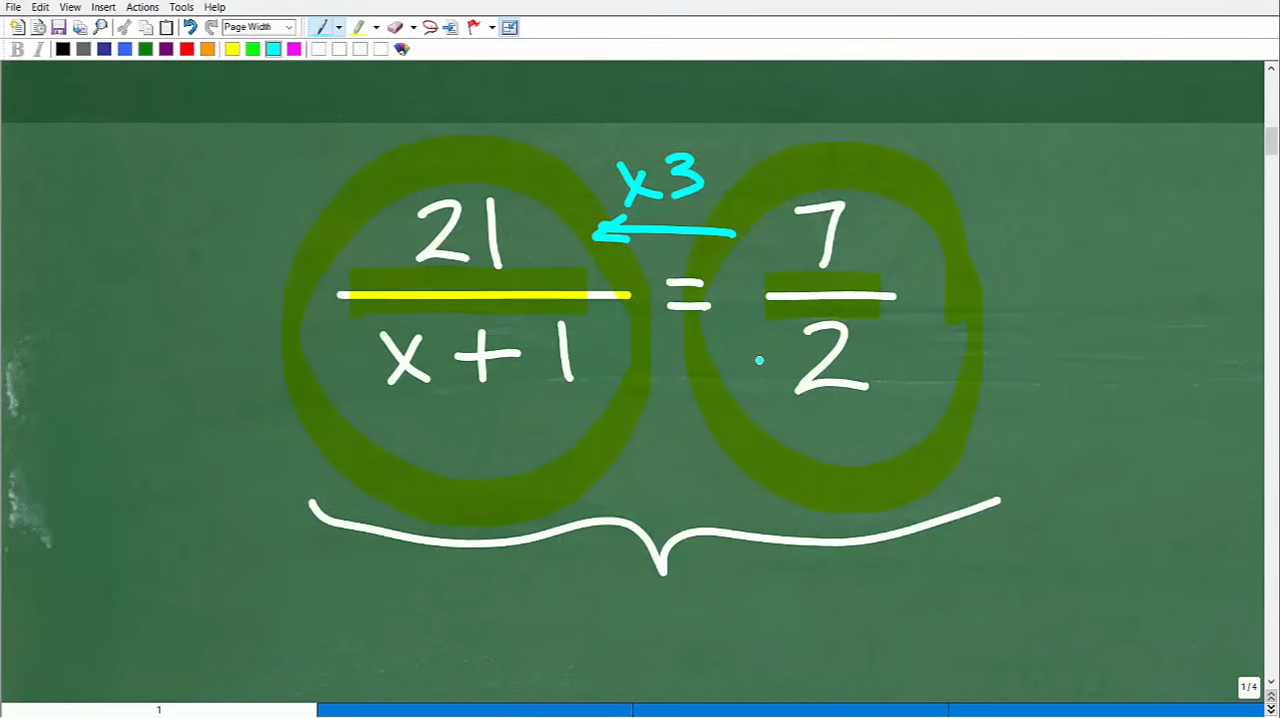 File Edit View Insert Actions Tools Help
Page Width
B I
x3
21 7
= 
x + 1 2
1/4
1